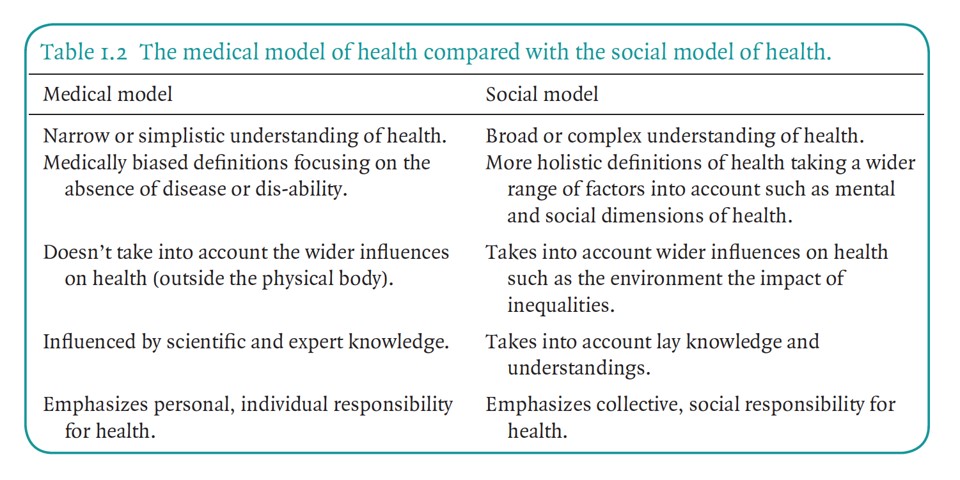 Table 1.2 The medical model of health compared with the social model of health.
Medical model
Social model
Narrow or simplistic understanding of health.
Broad or complex understanding of health.
Medically biased definitions focusing on the
absence of disease or dis-ability.
More holistic definitions of health taking a wider
range of factors into account such as mental
and social dimensions of health.
Doesn't take into account the wider influences
on health (outside the physical body).
Takes into account wider influences on health
such as the environment the impact of
inequalities.
Influenced by scientific and expert knowledge.
Takes into account lay knowledge and
understandings.
Emphasizes personal, individual responsibility
for health.
Emphasizes collective, social responsibility for
health.